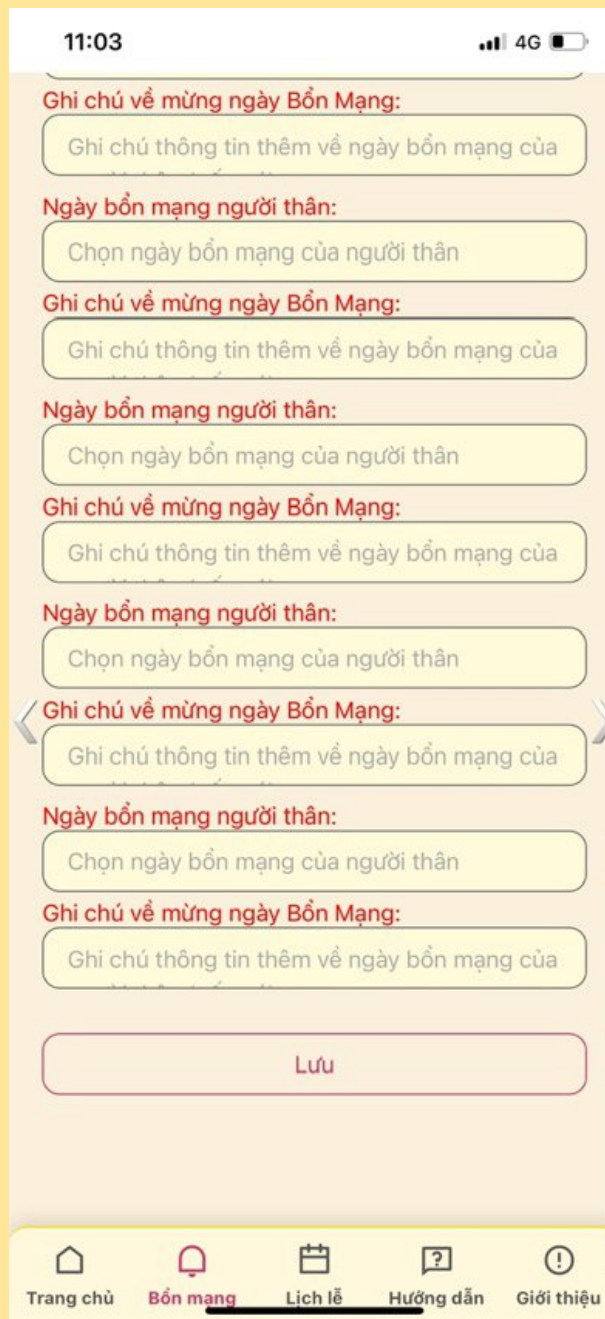 11:03
4G
Ghi chú về mừng ngày Bổn Mạng:
Ghi chú thông tin thêm về ngày bổn mạng của
Ngày bổn mạng người thân:
Chọn ngày bổn mạng của người thân
Ghi chú về mừng ngày Bổn Mạng:
Ghi chú thông tin thêm về ngày bổn mạng của
Ngày bổn mạng người thân:
Chọn ngày bổn mạng của người thân
Ghi chú về mừng ngày Bổn Mạng:
Ghi chú thông tin thêm về ngày bổn mạng của
Ngày bổn mạng người thân:
Chọn ngày bổn mạng của người thân
Ghi chú về mừng ngày Bổn Mạng:
Ghi chú thông tin thêm về ngày bổn mạng của
Ngày bổn mạng người thân:
Chọn ngày bổn mạng của người thân
Ghi chú về mừng ngày Bổn Mạng:
Ghi chú thông tin thêm về ngày bổn mạng của
Lưu
Trang chủ Bổn mạng Lịch lễ Hướng dẫn Giới thiệu